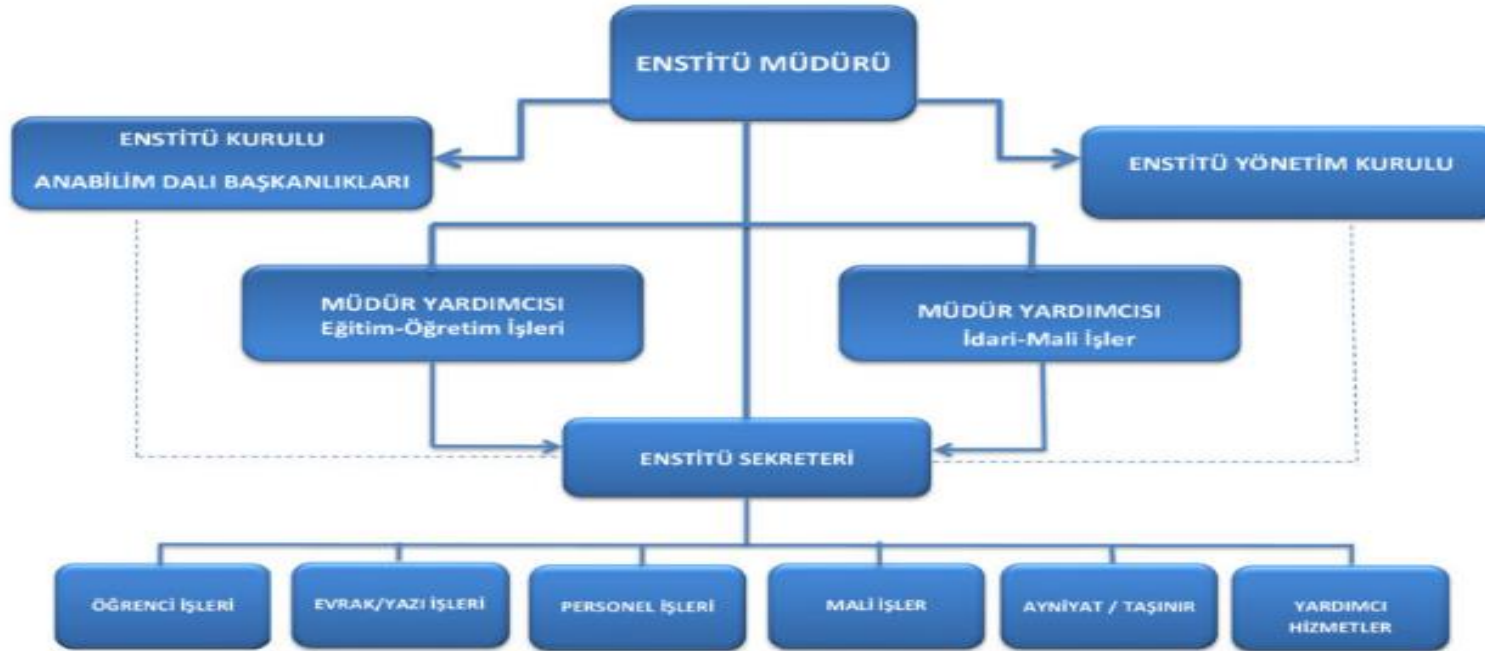 ENSTİTÜ MÜDÜRÜ
ENSTİTÜ KURULU
ANABİLİM DALI BAŞKANLIKLARI
ENSTİTÜ YÖNETİM KURULU
MÜDÜR YARDIMCISI
Eğitim-Öğretim İşleri
MÜDÜR YARDIMCISI
İdari-Mali İşler
ENSTİTÜ SEKRETERİ
ÖĞRENCİ İŞLERİ
EVRAK/YAZI İŞLERİ
PERSONEL İŞLERİ
MALİ İŞLER
AYNİYAT / TAŞINIR
YARDIMCI
HİZMETLER